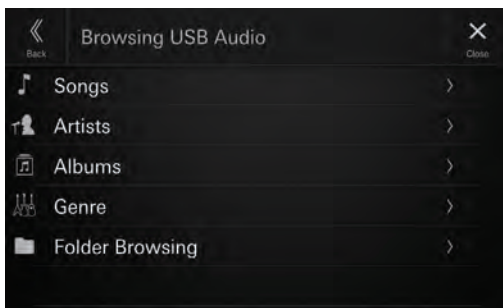 Browsing USB Audio
Back
Close
Songs
Artists
Albums
Genre
Folder Browsing